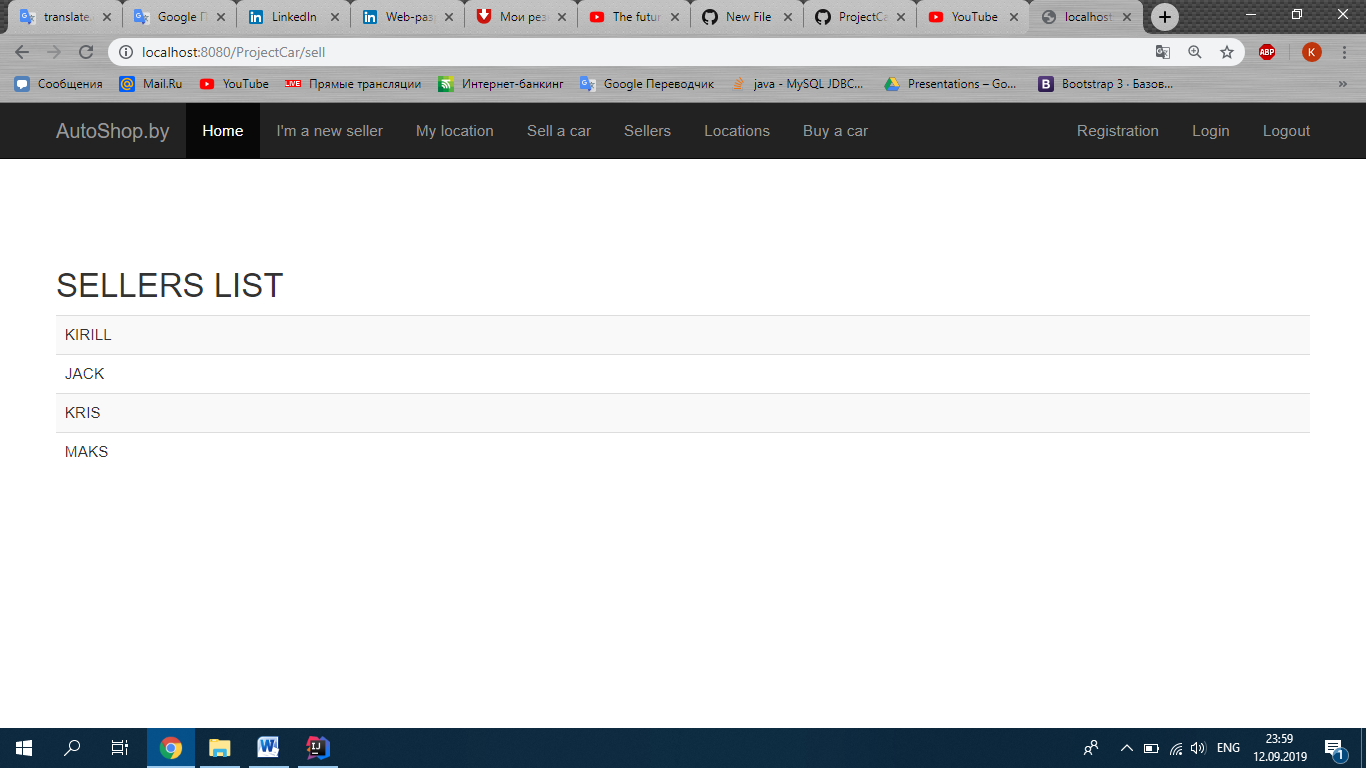 translate. Google П LinkedIn Web-раз Мои рез The futur New File ProjectCa YouTube localhost
localhost:8080/ProjectCar/sell
ABP
K
Сообщения Mail.Ru YouTube LIVE Прямые трансляции Интернет-банкинг Google Переводчик java - MySQL JDBC... Presentations – Go... B Bootstrap 3 · Базов... »
AutoShop.by Home I'm a new seller My location Sell a car Sellers Locations Buy a car Registration Login Logout
SELLERS LIST
KIRILL
JACK
KRIS
MAKS
ENG
23:59
12.09.2019
1